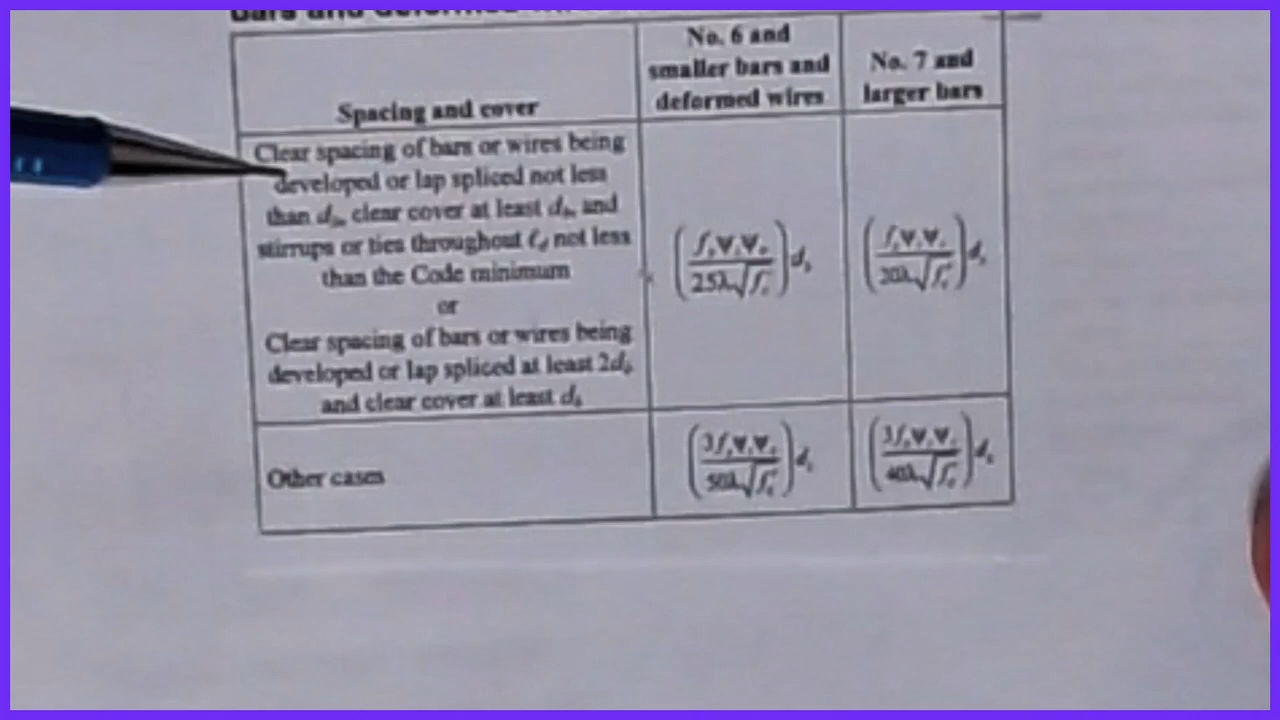 bars and deformed
Spacing and cover
No. 6 and
smaller bars and
deformed wires
No. 7 and
larger bars
Clear spacing of bars or wires being
developed or lap spliced not less
than d_b, clear cover at least d_b, and
stirrups or ties throughout ℓ_d not less
than the Code minimum
or
Clear spacing of bars or wires being
developed or lap spliced at least 2d_b
and clear cover at least d_b
(f_yΨ_tΨ_e / 25λ√f'_c) d_b
(f_yΨ_tΨ_e / 20λ√f'_c) d_b
Other cases
(3f_yΨ_tΨ_e / 50λ√f'_c) d_b
(3f_yΨ_tΨ_e / 40λ√f'_c) d_b